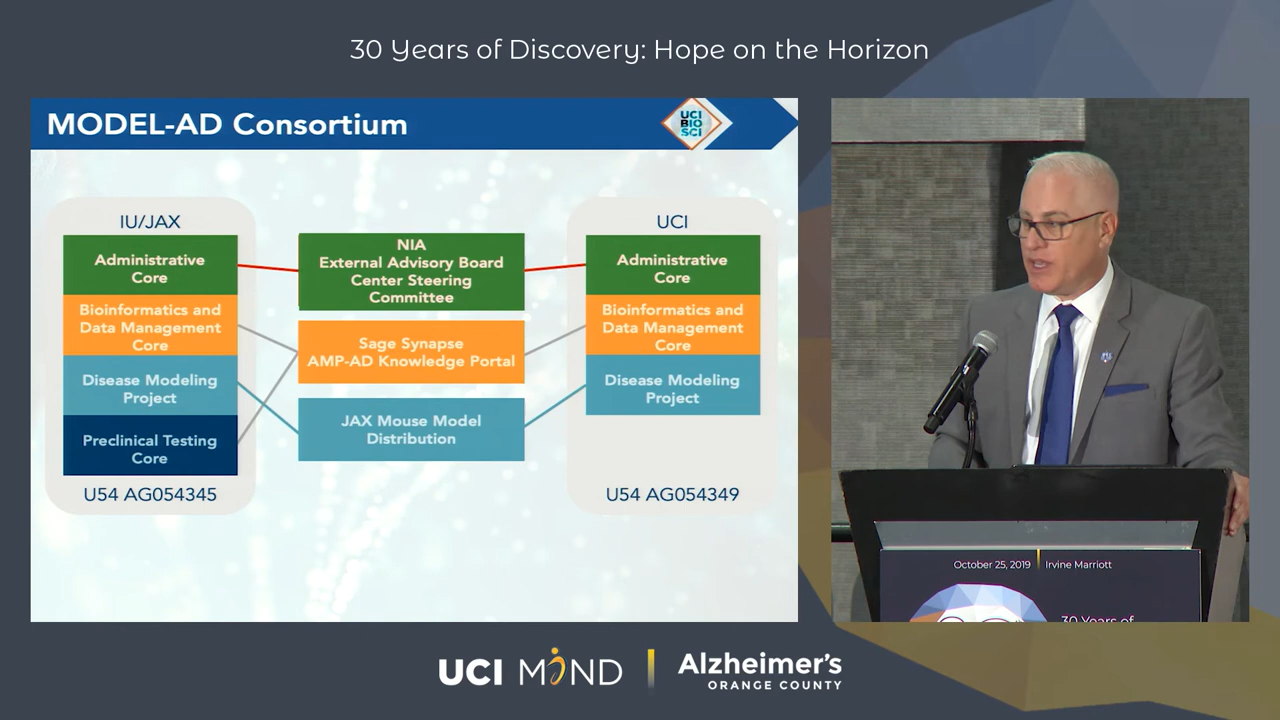 30 Years of Discovery: Hope on the Horizon
MODEL-AD Consortium
UCI
BIO
SCI
IU/JAX
Administrative
Core
Bioinformatics and
Data Management
Core
Disease Modeling
Project
Preclinical Testing
Core
U54 AG054345
NIA
External Advisory Board
Center Steering
Committee
Sage Synapse
AMP-AD Knowledge Portal
JAX Mouse Model
Distribution
UCI
Administrative
Core
Bioinformatics and
Data Management
Core
Disease Modeling
Project
U54 AG054349
October 25, 2019 | Irvine Marriott
30 Years of
UCI MIND | Alzheimer's
ORANGE COUNTY